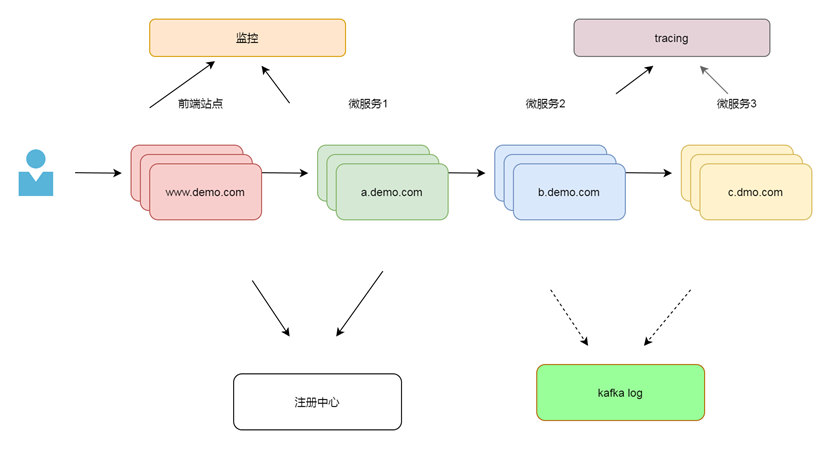 监控
tracing
前端站点
微服务1
微服务2
微服务3
www.demo.com
a.demo.com
b.demo.com
c.dmo.com
注册中心
kafka log